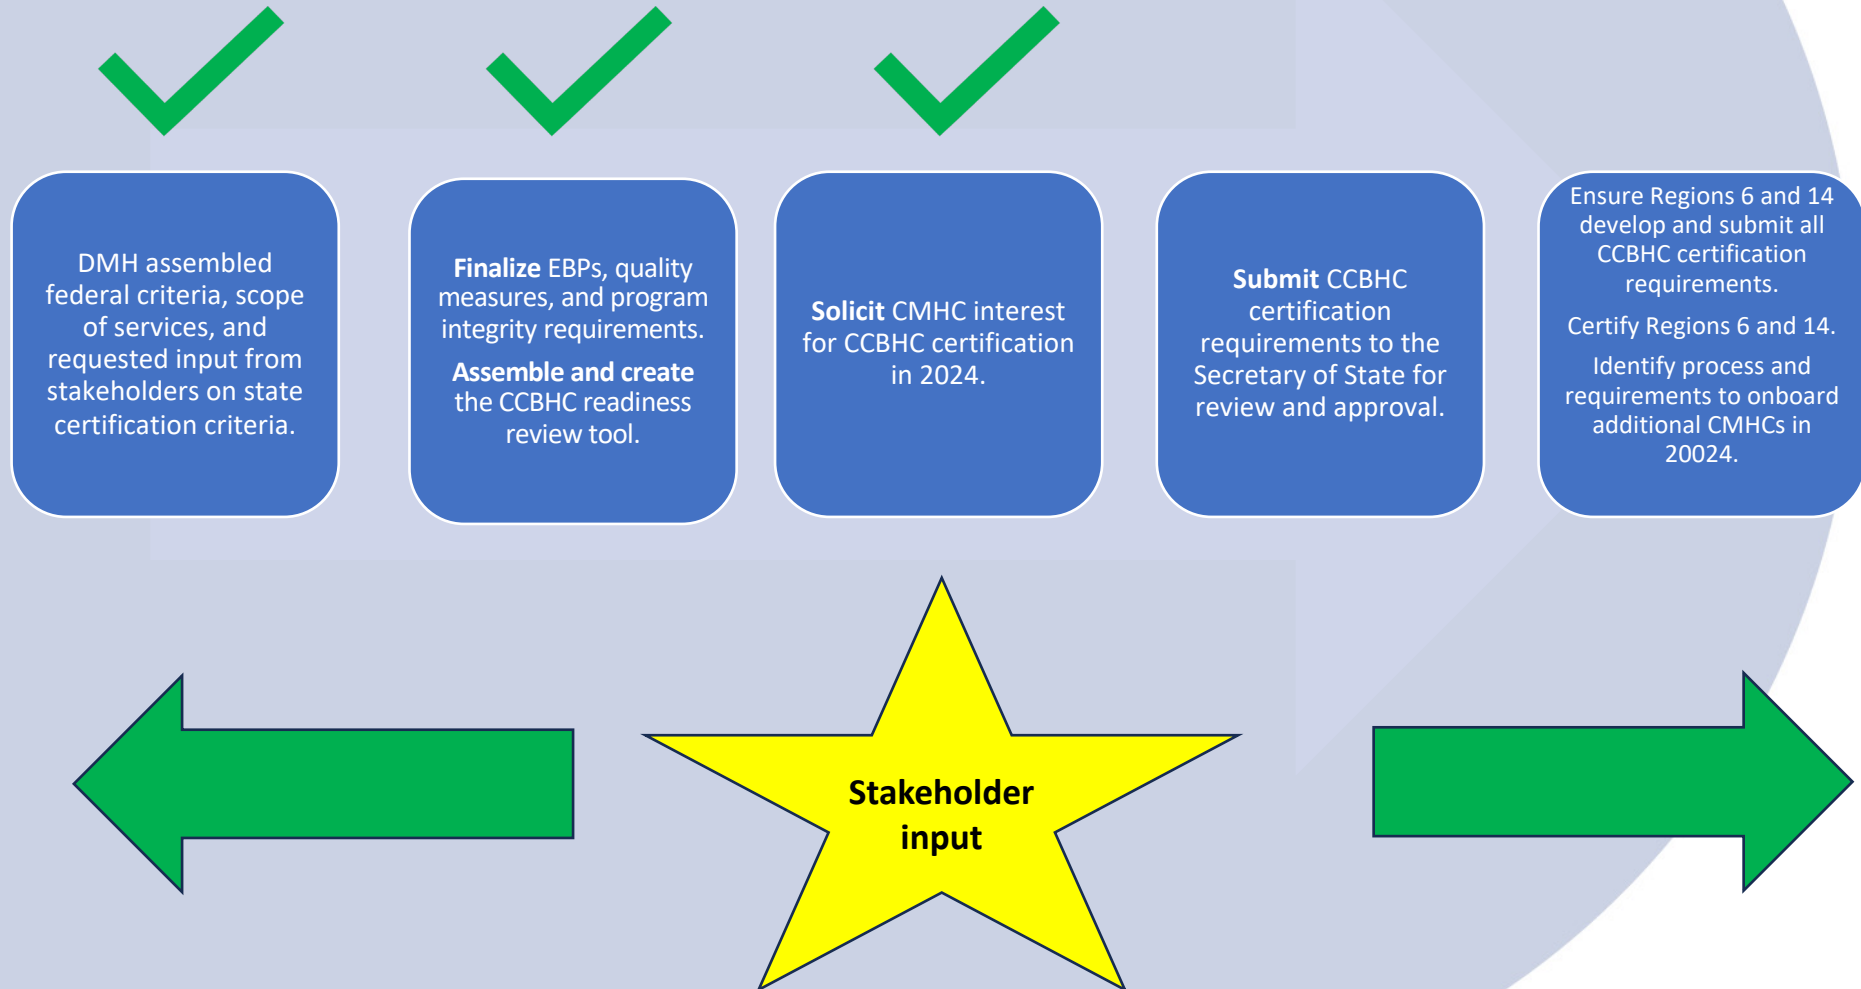 DMH assembled
federal criteria, scope
of services, and
requested input from
stakeholders on state
certification criteria.
Finalize EBPs, quality
measures, and program
integrity requirements.
Assemble and create
the CCBHC readiness
review tool.
Solicit CMHC interest
for CCBHC certification
in 2024.
Submit CCBHC
certification
requirements to the
Secretary of State for
review and approval.
Ensure Regions 6 and 14
develop and submit all
CCBHC certification
requirements.
Certify Regions 6 and 14.
Identify process and
requirements to onboard
additional CMHCs in
20024.
Stakeholder
input